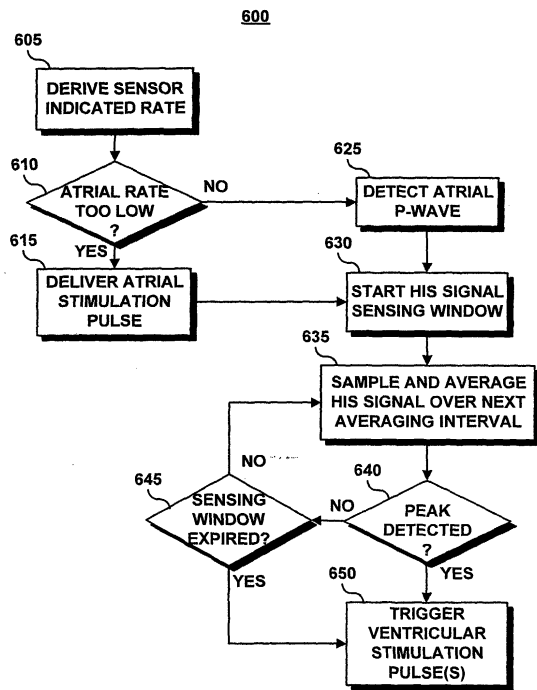 600
605
DERIVE SENSOR
INDICATED RATE
610
ATRIAL RATE
TOO LOW
?
NO
YES
615
DELIVER ATRIAL
STIMULATION
PULSE
625
DETECT ATRIAL
P-WAVE
630
START HIS SIGNAL
SENSING WINDOW
635
SAMPLE AND AVERAGE
HIS SIGNAL OVER NEXT
AVERAGING INTERVAL
640
PEAK
DETECTED
?
NO
YES
645
SENSING
WINDOW
EXPIRED?
NO
YES
650
TRIGGER
VENTRICULAR
STIMULATION
PULSE(S)